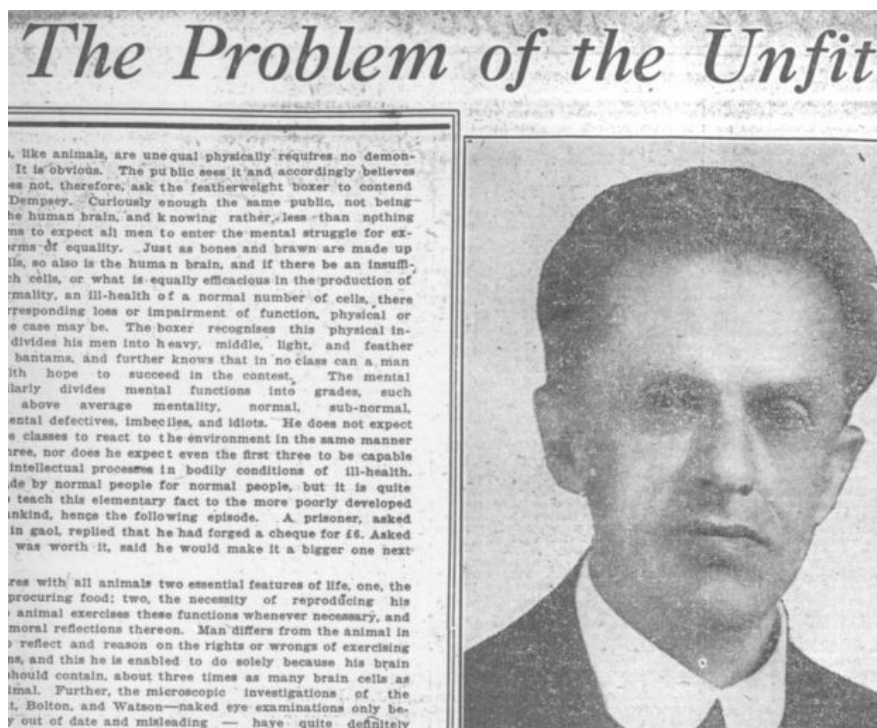 The Problem of the Unfit
, like animals, are unequal physically requires no demon-
It is obvious. The public sees it and accordingly believes
es not, therefore, ask the featherweight boxer to contend
Dempsey. Curiously enough the same public, not being
he human brain, and knowing rather, less than nothing
ms to expect all men to enter the mental struggle for ex-
orms of equality. Just as bones and brawn are made up
lls, so also is the human brain, and if there be an insuffi-
ch cells, or what is equally efficacious in the production of
rmality, an ill-health of a normal number of cells, there
rresponding loss or impairment of function, physical or
e case may be. The boxer recognises this physical in-
divides his men into heavy, middle, light, and feather
bantams, and further knows that in no class can a man
lth hope to succeed in the contest. The mental
ilarly divides mental functions into grades, such
above average mentality, normal, sub-normal,
ental defectives, imbeciles, and idiots. He does not expect
e classes to react to the environment in the same manner
hree, nor does he expect even the first three to be capable
intellectual processes in bodily conditions of ill-health.
de by normal people for normal people, but it is quite
o teach this elementary fact to the more poorly developed
ankind, hence the following episode. A prisoner, asked
in gaol, replied that he had forged a cheque for £6. Asked
was worth it, said he would make it a bigger one next
res with all animals two essential features of life, one, the
procuring food; two, the necessity of reproducing his
animal exercises these functions whenever necessary, and
moral reflections thereon. Man differs from the animal in
o reflect and reason on the rights or wrongs of exercising
ns, and this he is enabled to do solely because his brain
should contain, about three times as many brain cells as
imal. Further, the microscopic investigations of the
t, Bolton, and Watson—naked eye examinations only be-
out of date and misleading — have quite definitely